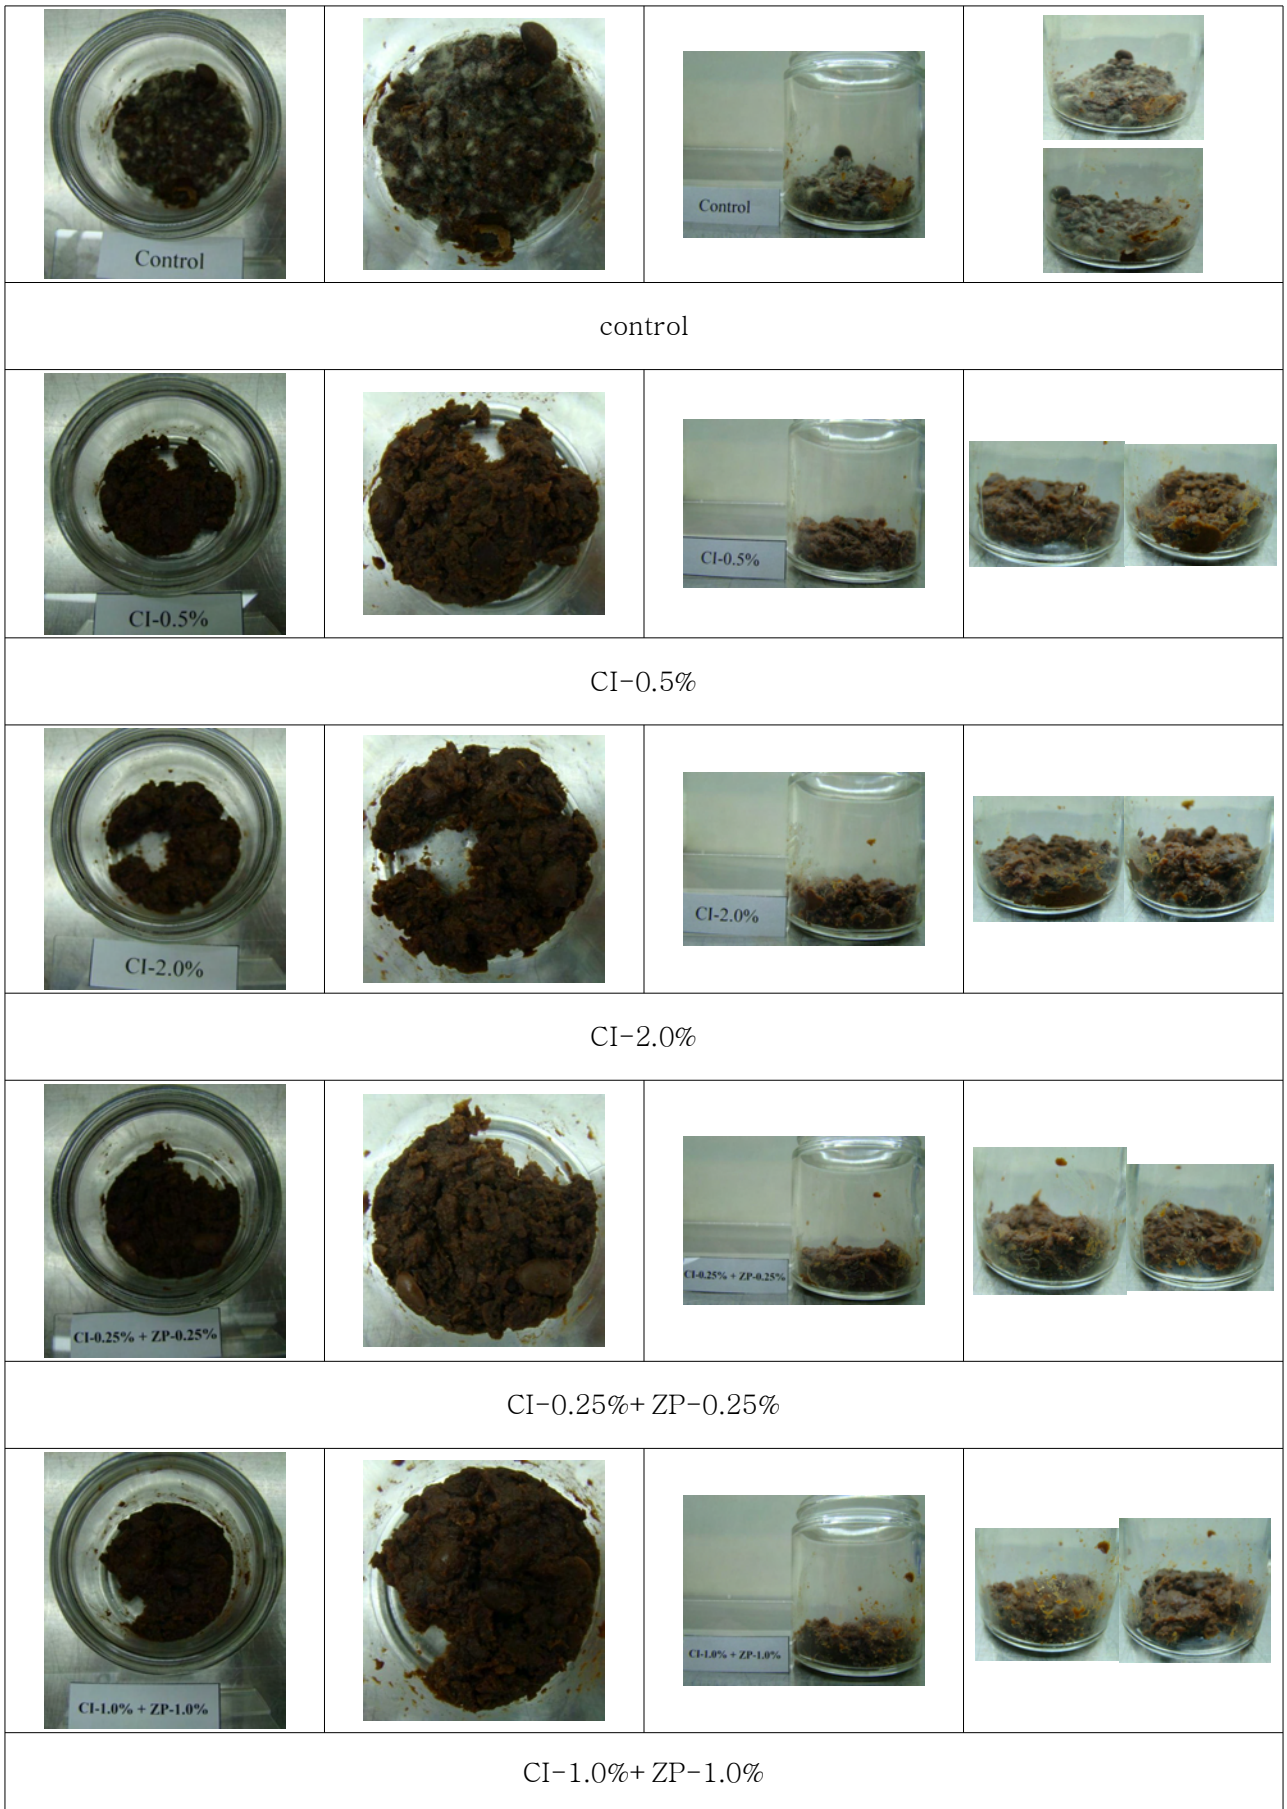 Control
Control
control
CI-0.5%
CI-0.5%
CI-0.5%
CI-2.0%
CI-2.0%
CI-2.0%
CI-0.25% + ZP-0.25%
CI-0.25% + ZP-0.25%
CI-0.25%+ ZP-0.25%
CI-1.0% + ZP-1.0%
CI-1.0% + ZP-1.0%
CI-1.0%+ ZP-1.0%